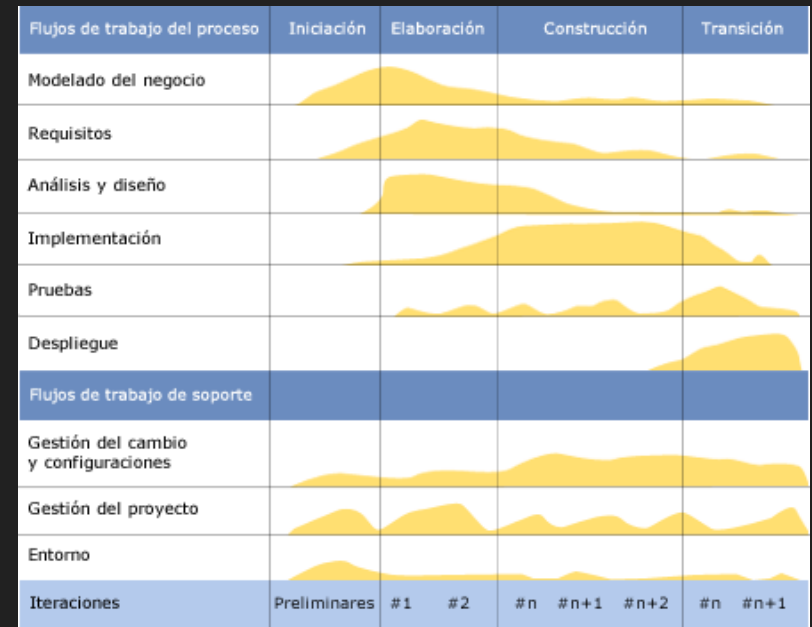 Flujos de trabajo del proceso Iniciación Elaboración Construcción Transición
Modelado del negocio
Requisitos
Análisis y diseño
Implementación
Pruebas
Despliegue
Flujos de trabajo de soporte
Gestión del cambio
y configuraciones
Gestión del proyecto
Entorno
Iteraciones Preliminares #1 #2 #n #n+1 #n+2 #n #n+1